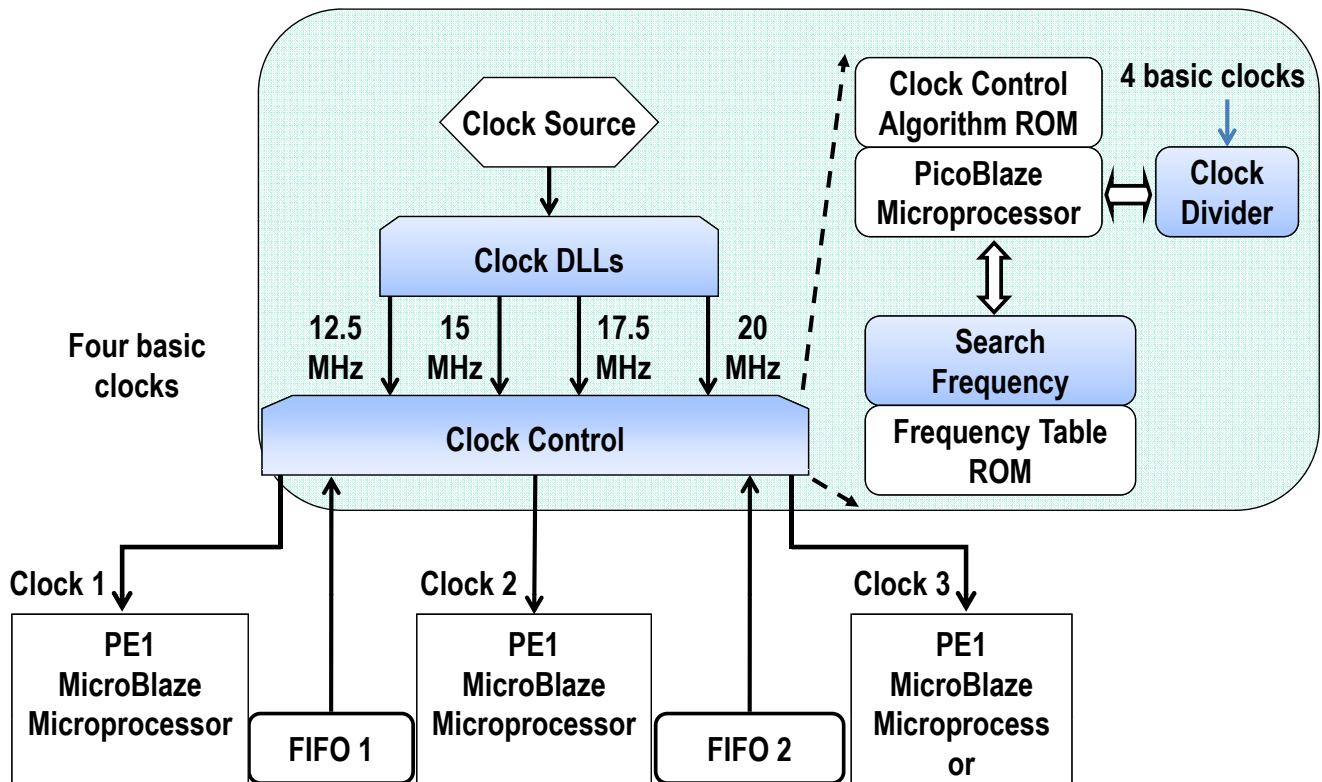 Clock Source
Clock DLLs
12.5
MHz
15
MHz
17.5
MHz
20
MHz
Four basic
clocks
Clock Control
Clock Control
Algorithm ROM
4 basic clocks
PicoBlaze
Microprocessor
Clock
Divider
Search
Frequency
Frequency Table
ROM
Clock 1
Clock 2
Clock 3
PE1
MicroBlaze
Microprocessor
FIFO 1
PE1
MicroBlaze
Microprocessor
FIFO 2
PE1
MicroBlaze
Microprocess
or